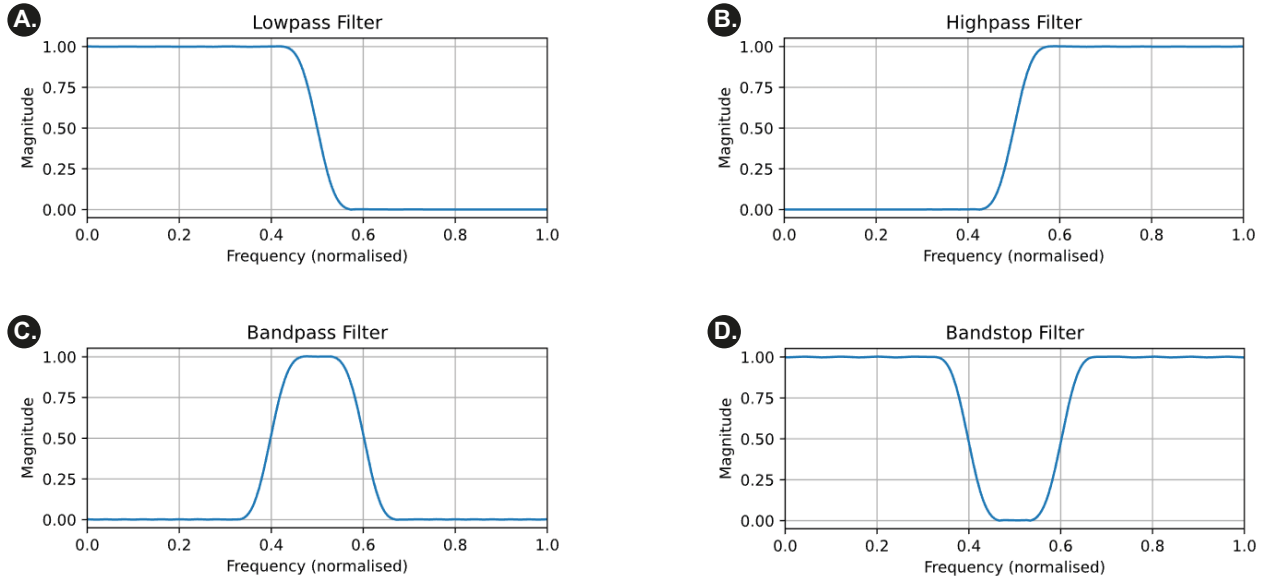 A.
Lowpass Filter
1.00
0.75
0.50
0.25
0.00
Magnitude
0.0 0.2 0.4 0.6 0.8 1.0
Frequency (normalised)
B.
Highpass Filter
1.00
0.75
0.50
0.25
0.00
Magnitude
0.0 0.2 0.4 0.6 0.8 1.0
Frequency (normalised)
C.
Bandpass Filter
1.00
0.75
0.50
0.25
0.00
Magnitude
0.0 0.2 0.4 0.6 0.8 1.0
Frequency (normalised)
D.
Bandstop Filter
1.00
0.75
0.50
0.25
0.00
Magnitude
0.0 0.2 0.4 0.6 0.8 1.0
Frequency (normalised)